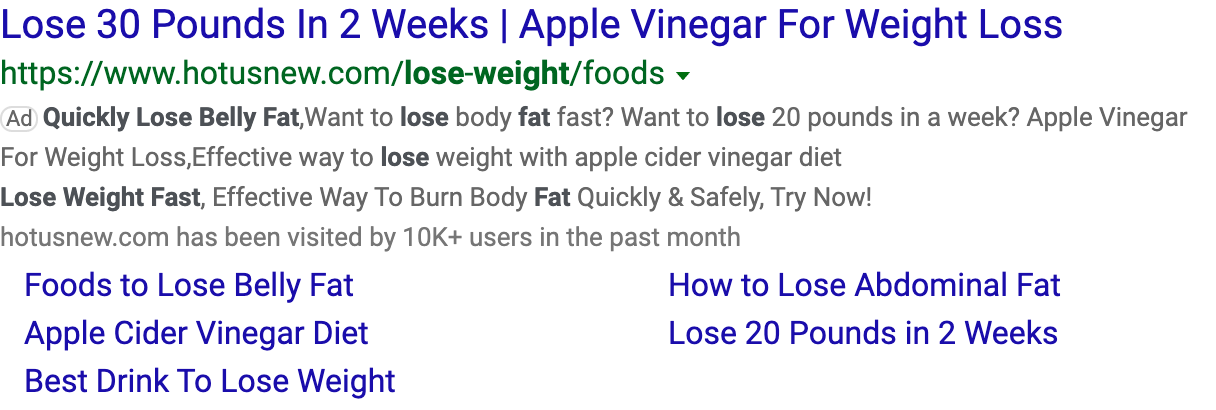 Lose 30 Pounds In 2 Weeks | Apple Vinegar For Weight Loss
https://www.hotusnew.com/lose-weight/foods
Ad Quickly Lose Belly Fat,Want to lose body fat fast? Want to lose 20 pounds in a week? Apple Vinegar
For Weight Loss,Effective way to lose weight with apple cider vinegar diet
Lose Weight Fast, Effective Way To Burn Body Fat Quickly & Safely, Try Now!
hotusnew.com has been visited by 10K+ users in the past month
Foods to Lose Belly Fat
How to Lose Abdominal Fat
Apple Cider Vinegar Diet
Lose 20 Pounds in 2 Weeks
Best Drink To Lose Weight